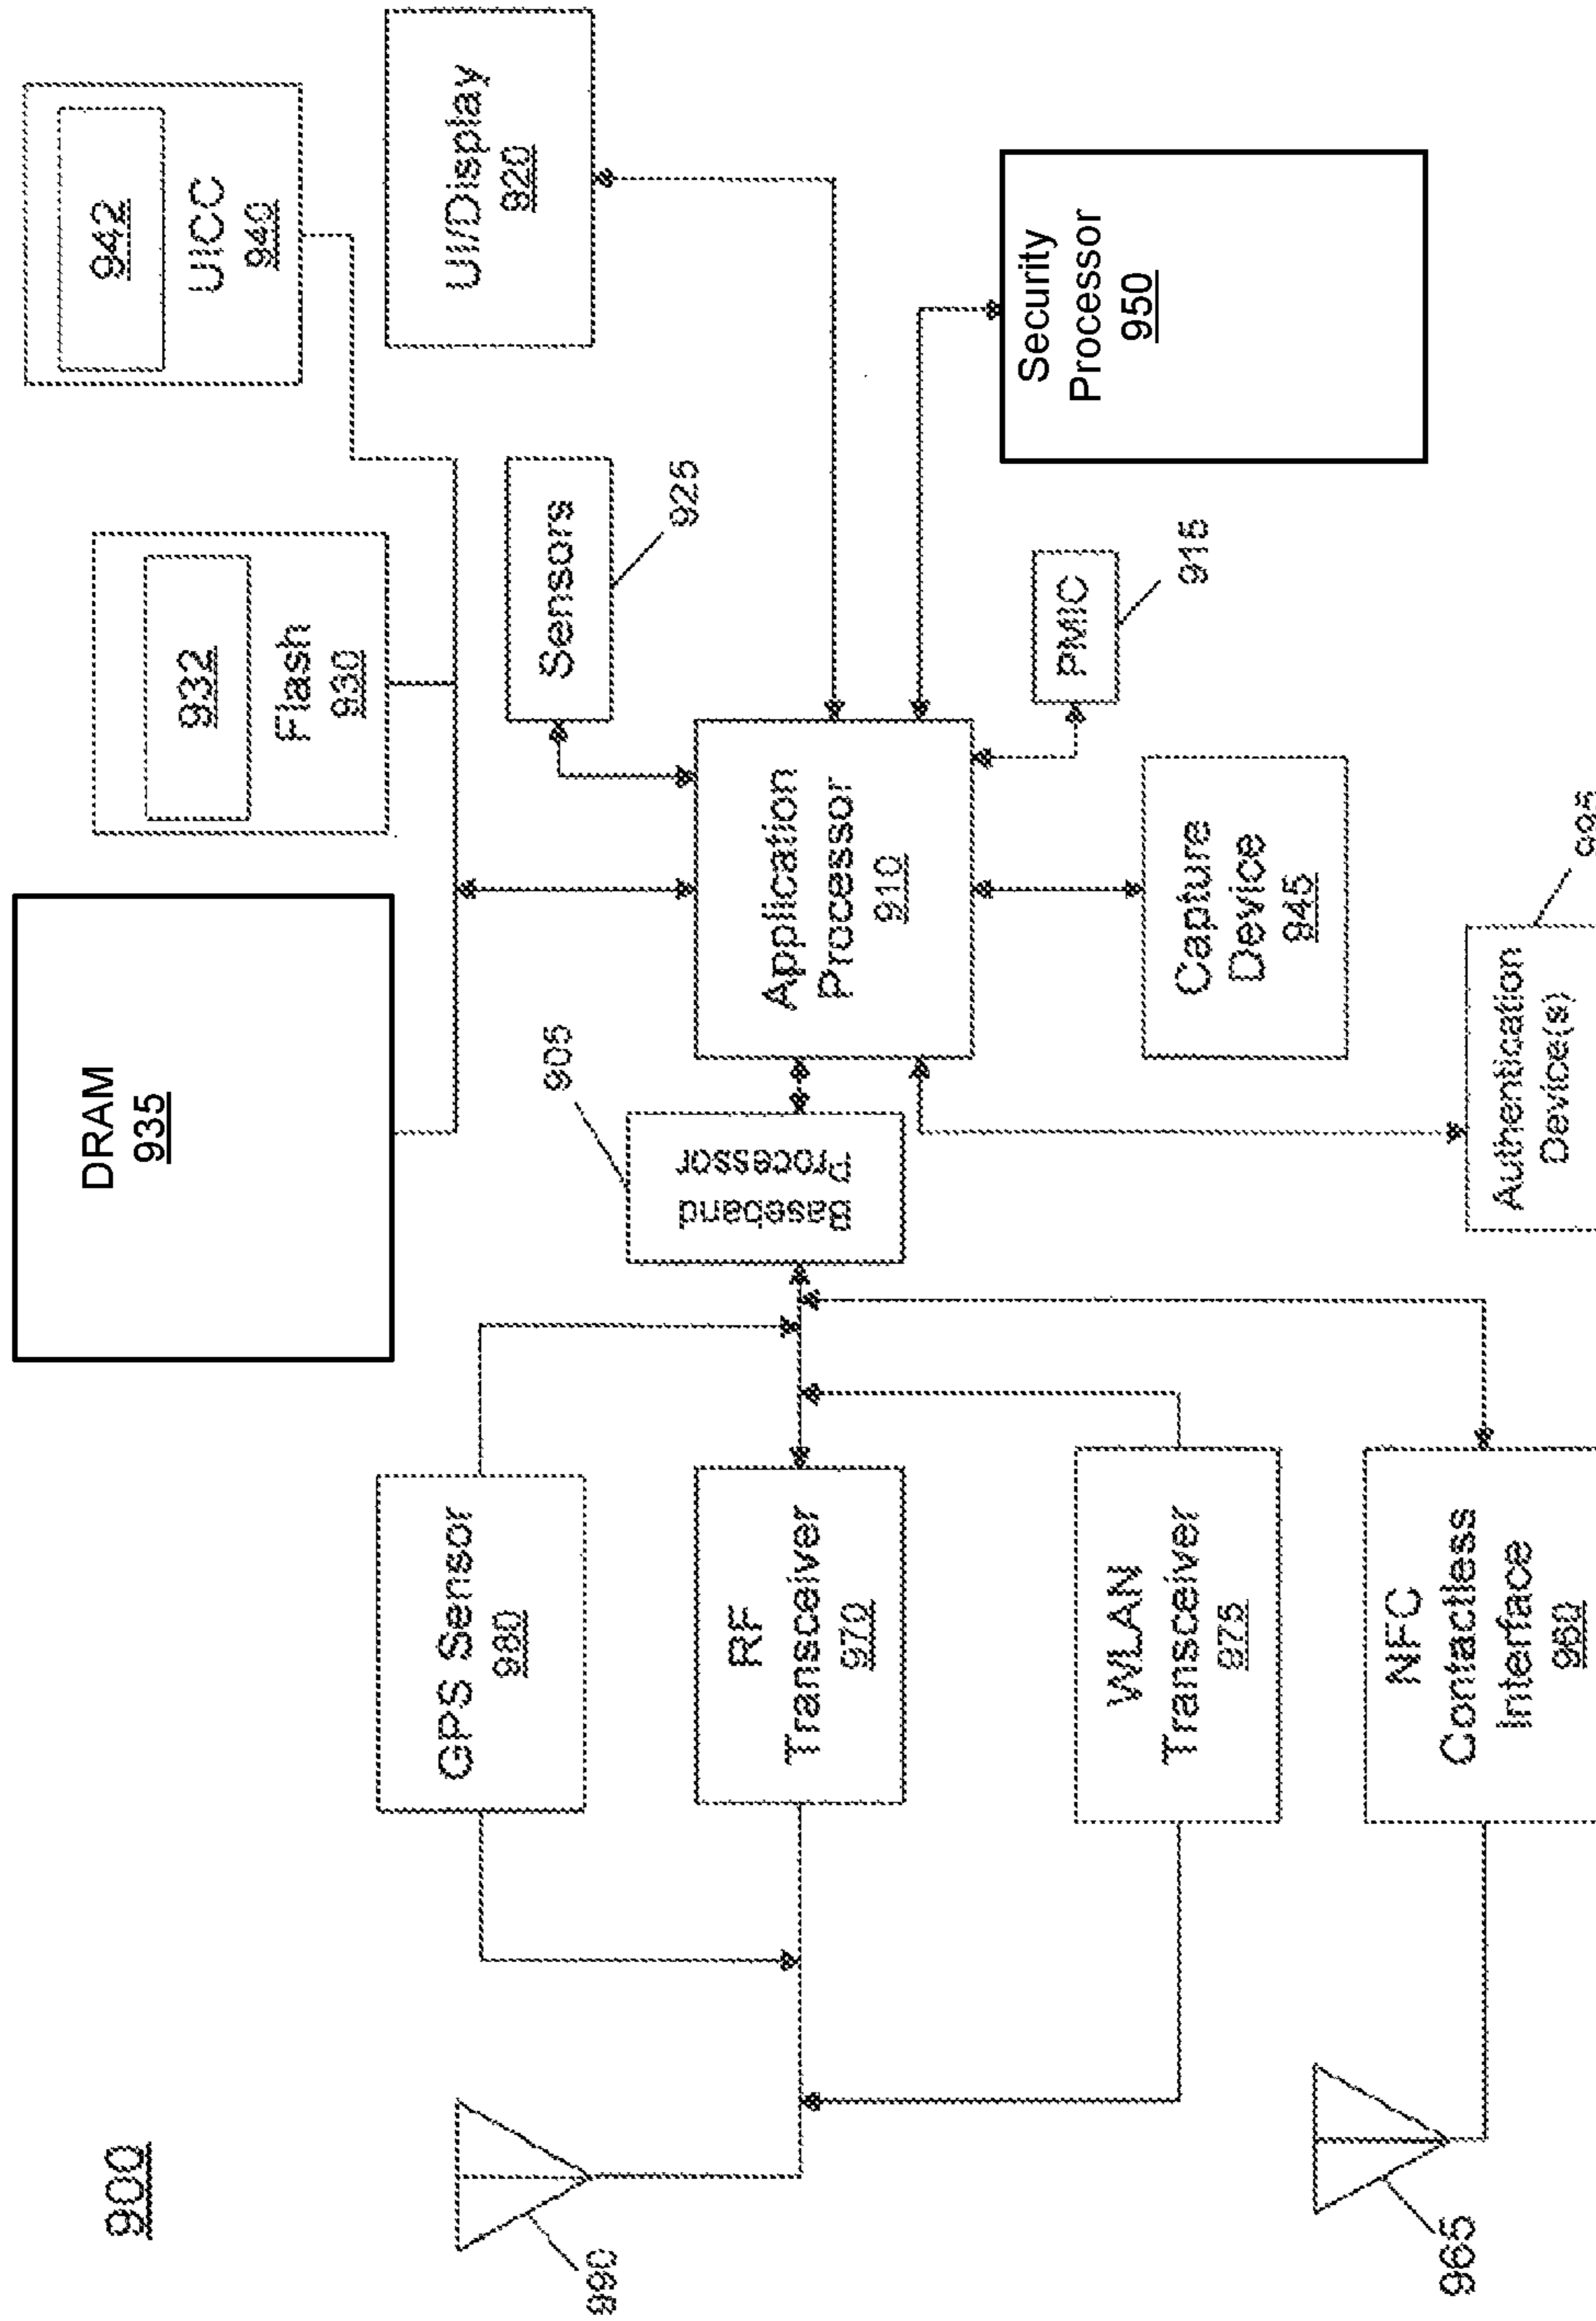 900
DRAM
935
932
Flash
930
942
UICC
940
990
GPS Sensor
980
905
Baseband
Processor
Sensors
925
UI/Display
920
RF
Transceiver
970
Application
Processor
910
WLAN
Transceiver
975
PMIC
915
Security
Processor
950
Capture
Device
945
965
NFC
Contactless
Interface
960
Authentication
Device(s)